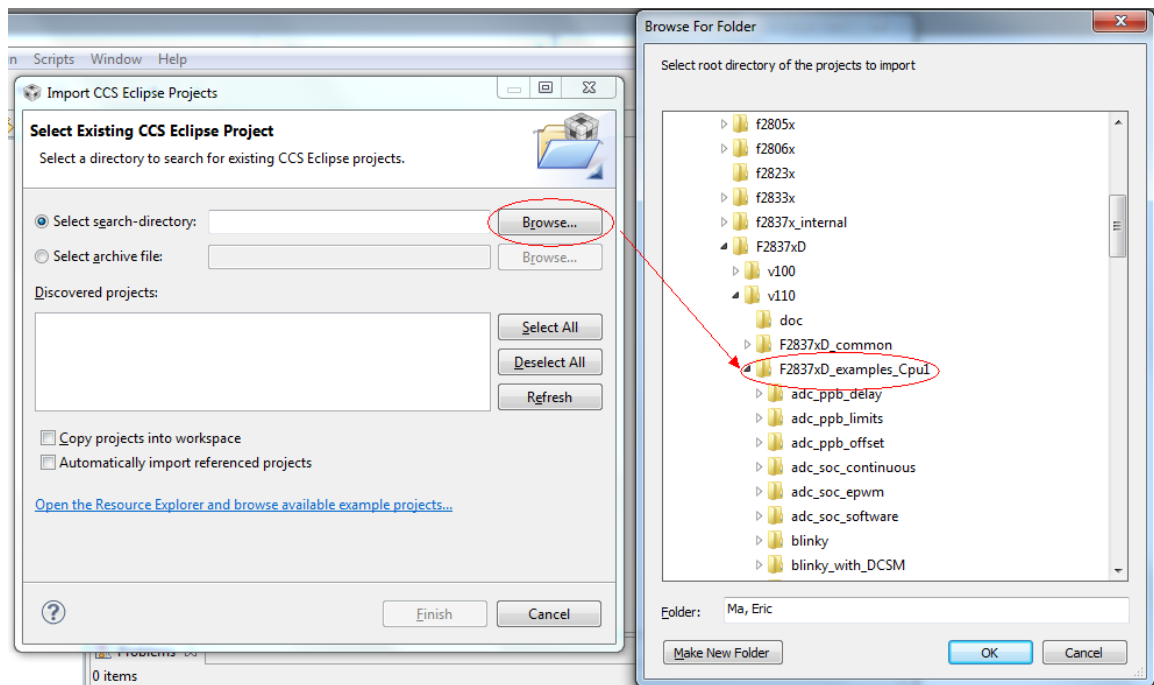 n Scripts Window Help
Import CCS Eclipse Projects
Select Existing CCS Eclipse Project
Select a directory to search for existing CCS Eclipse projects.
Select search-directory:
Browse...
Select archive file:
Browse...
Discovered projects:
Select All
Deselect All
Refresh
Copy projects into workspace
Automatically import referenced projects
Open the Resource Explorer and browse available example projects...
Finish
Cancel
Problems
0 items
Browse For Folder
Select root directory of the projects to import
f2805x
f2806x
f2823x
f2833x
f2837x_internal
F2837xD
v100
v110
doc
F2837xD_common
F2837xD_examples_Cpu1
adc_ppb_delay
adc_ppb_limits
adc_ppb_offset
adc_soc_continuous
adc_soc_epwm
adc_soc_software
blinky
blinky_with_DCSM
Folder:
Ma, Eric
Make New Folder
OK
Cancel